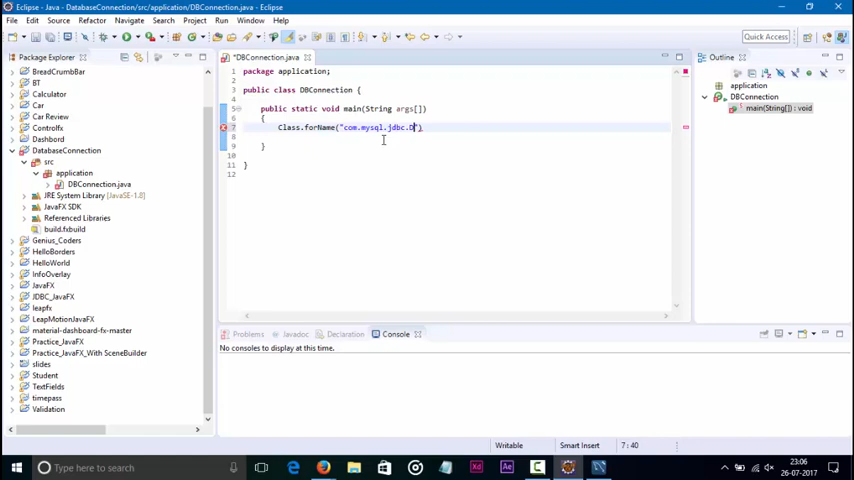 Eclipse - Java - DatabaseConnection/src/application/DBConnection.java - Eclipse
File Edit Source Refactor Navigate Search Project Run Window Help
Quick Access
Package Explorer
BreadCrumbBar
BT
Calculator
Car
Car Review
Controlfx
Dashbord
DatabaseConnection
src
application
DBConnection.java
JRE System Library [JavaSE-1.8]
JavaFX SDK
Referenced Libraries
build.fxbuild
Genius_Coders
HelloBorders
HelloWorld
InfoOverlay
JavaFX
JDBC_JavaFX
leapfx
LeapMotionJavaFX
material-dashboard-fx-master
Practice_JavaFX
Practice_JavaFX_With SceneBuilder
slides
Student
TextFields
timepass
Validation
*DBConnection.java
1 package application;
2
3 public class DBConnection {
4
5 public static void main(String args[])
6 {
7 Class.forName("com.mysql.jdbc.D")
8
9 }
10
11 }
12
Outline
application
DBConnection
main(String[]) : void
Problems Javadoc Declaration Console
No consoles to display at this time.
Writable Smart Insert 7 : 40
Type here to search
Xd
Ae
23:06
26-07-2017